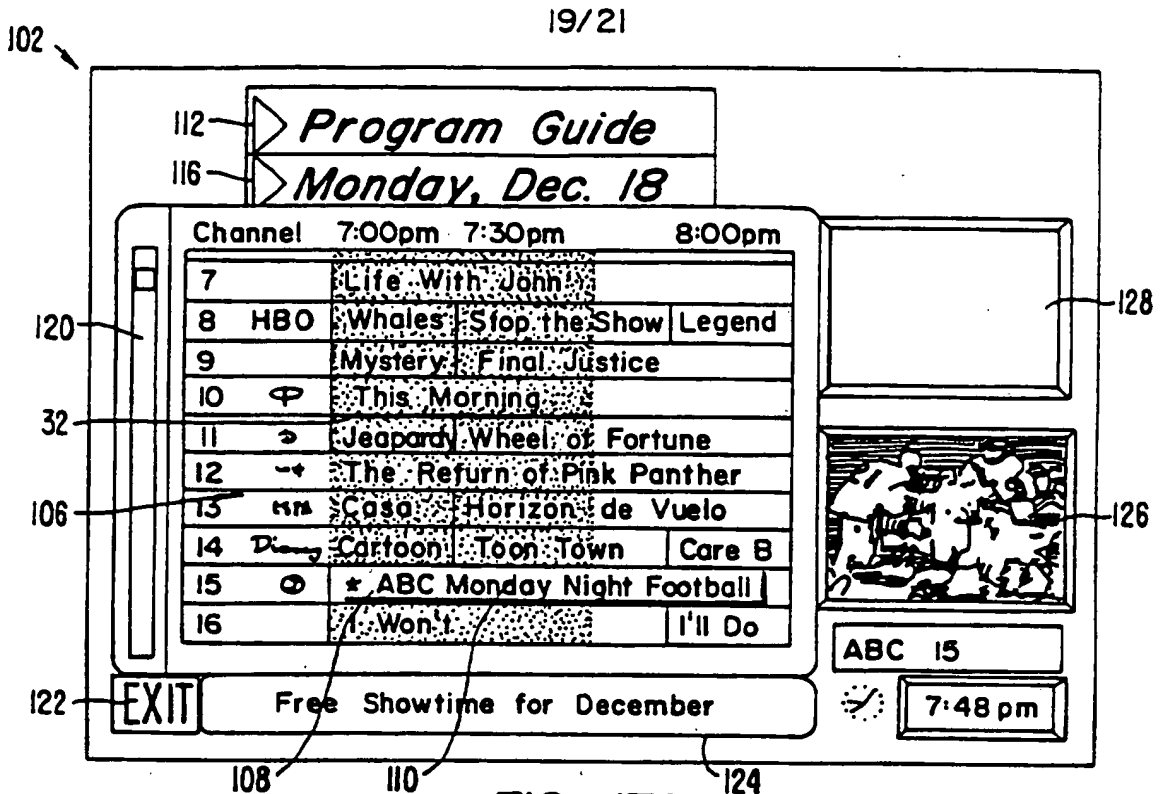 19/21
102
112 Program Guide
116 Monday, Dec. 18
Channel 7:00pm 7:30pm 8:00pm
7 Life With John
8 HBO Whales Stop the Show Legend
128
120
9 Mystery Final Justice
10 This Morning
32
11 Jeapardy Wheel of Fortune
12 The Return of Pink Panther
106
13 Casa Horizon de Vuelo
126
14 Disney Cartoon Toon Town Care B
15 * ABC Monday Night Football
16 I Won't I'll Do
ABC 15
122 EXIT Free Showtime for December
7:48 pm
108 110 124